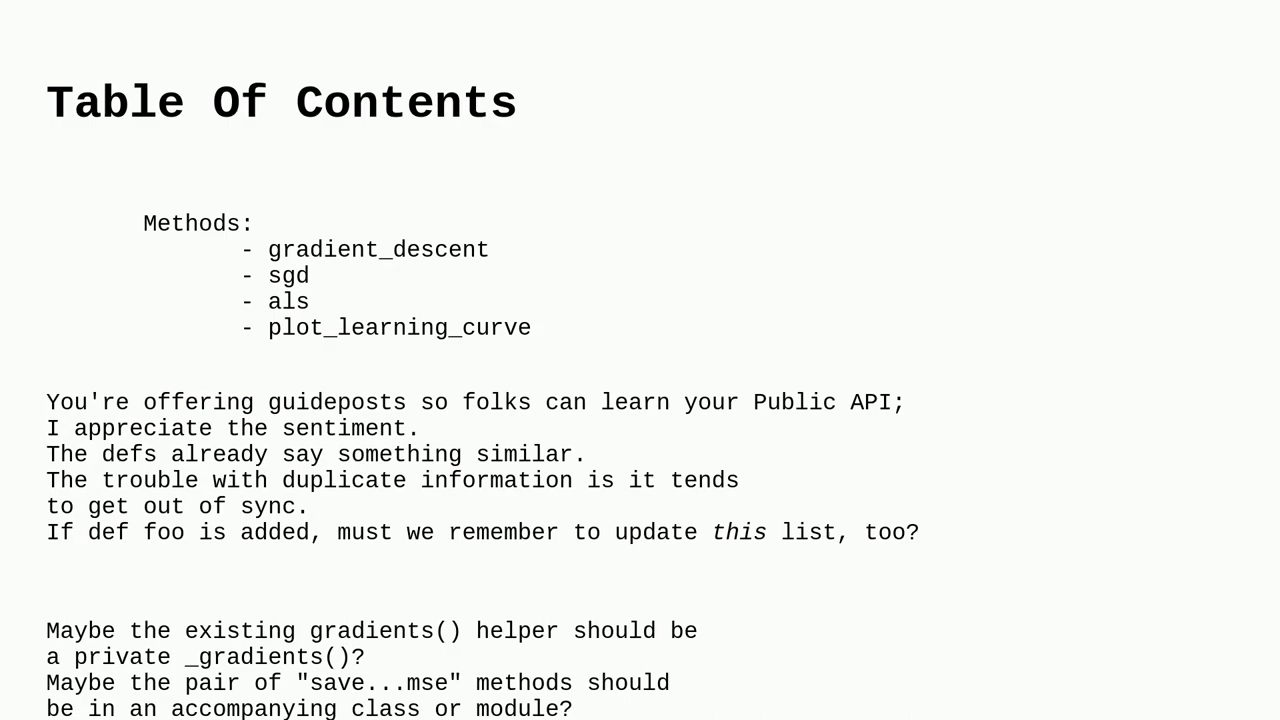 Table Of Contents
Methods:
- gradient_descent
- sgd
- als
- plot_learning_curve
You're offering guideposts so folks can learn your Public API;
I appreciate the sentiment.
The defs already say something similar.
The trouble with duplicate information is it tends
to get out of sync.
If def foo is added, must we remember to update this list, too?
Maybe the existing gradients() helper should be
a private _gradients()?
Maybe the pair of "save...mse" methods should
be in an accompanying class or module?